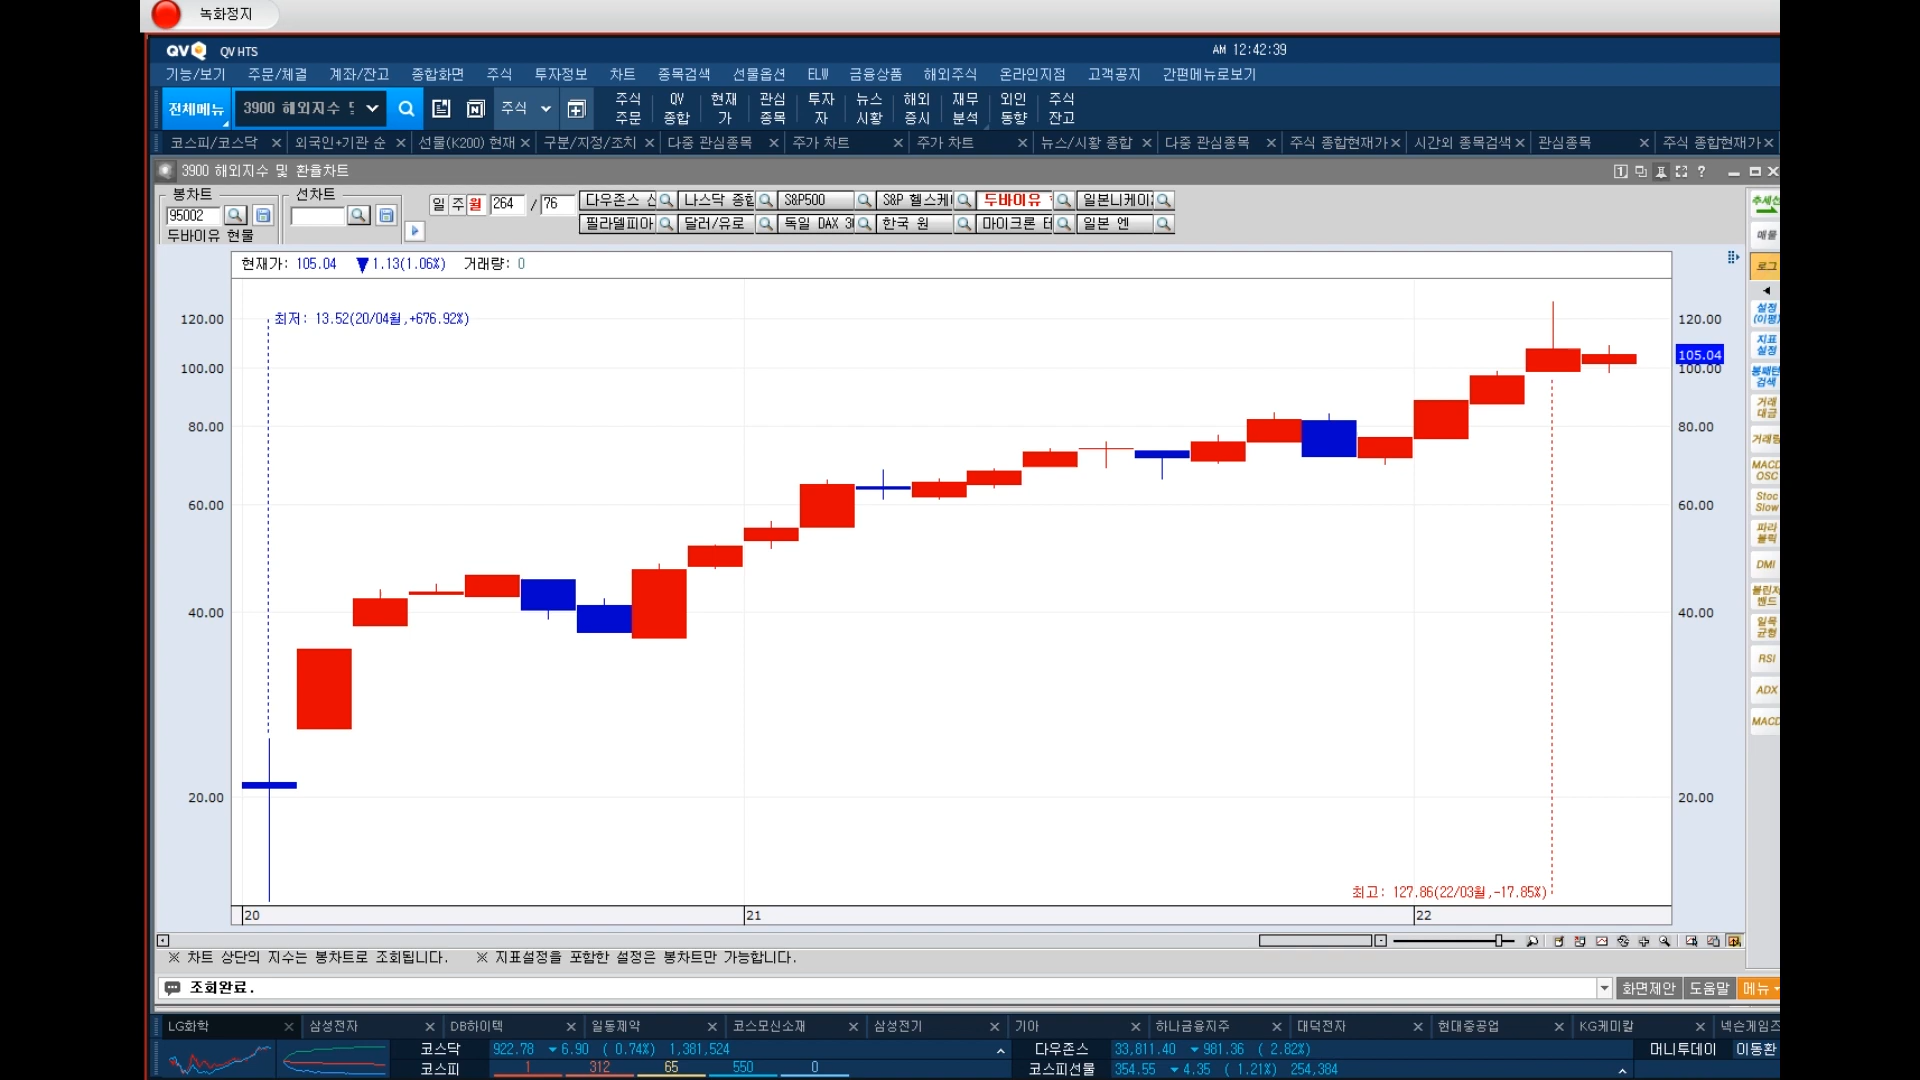 녹화정지
QV QV HTS AM 12:42:39
기능/보기 주문/체결 계좌/잔고 종합화면 주식 투자정보 차트 종목검색 선물옵션 ELW 금융상품 해외주식 온라인지점 고객공지 간편메뉴로보기
전체메뉴 3900 해외지수 주식 주식 QV 현재 관심 투자 뉴스 해외 재무 외인 주식
주문 종합 가 종목 자 시황 증시 분석 동향 잔고
코스피/코스닥 외국인+기관 순 선물(K200) 현재 구분/지정/조치 다중 관심종목 주가 차트 주가 차트 뉴스/시황 종합 다중 관심종목 주식 종합현재가 시간외 종목검색 관심종목 주식 종합현재가
3900 해외지수 및 환율차트
봉차트 선차트
95002 일 주 월 264 / 76 다우존스 나스닥 종합 S&P500 S&P 헬스케 두바이유 일본니케이
두바이유 현물 필라델피아 달러/유로 독일 DAX 한국 원 마이크론 일본 엔
현재가: 105.04 ▼1.13(1.06%) 거래량: 0
최저: 13.52(20/04월,+676.92%)
120.00 120.00
105.04
100.00 100.00
80.00 80.00
60.00 60.00
40.00 40.00
20.00 20.00
최고: 127.86(22/03월,-17.85%)
20 21 22
추세선
매물
로그
설정
(이평)
지표
설정
봉패턴
검색
거래
대금
거래량
MACD
OSC
Stoc
Slow
파라
볼릭
DMI
볼린저
밴드
일목
균형
RSI
ADX
MACD
※ 차트 상단의 지수는 봉차트로 조회됩니다. ※ 지표설정을 포함한 설정은 봉차트만 가능합니다.
조회완료. 화면제안 도움말 메뉴
LG화학 삼성전자 DB하이텍 일동제약 코스모신소재 삼성전기 기아 하나금융지주 대덕전자 현대중공업 KG케미칼 넥슨게임즈
코스닥 922.78 ▼ 6.90 ( 0.74%) 1,381,524 다우존스 33,811.40 ▼ 981.36 ( 2.82%) 머니투데이 이동환
코스피 1 312 65 550 0 코스피선물 354.55 ▼ 4.35 ( 1.21%) 254,384